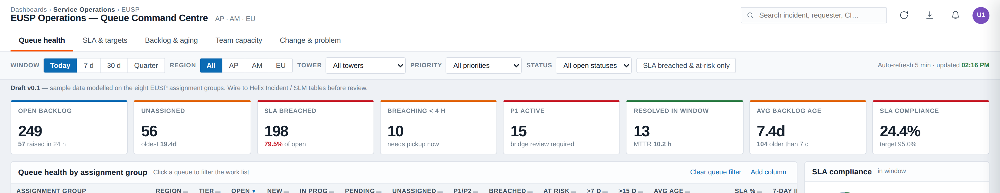 Dashboards › Service Operations › EUSP
EUSP Operations — Queue Command Centre AP · AM · EU
Search incident, requester, CI…
U1
Queue health SLA & targets Backlog & aging Team capacity Change & problem
WINDOW Today 7 d 30 d Quarter REGION All AP AM EU TOWER All towers PRIORITY All priorities STATUS All open statuses SLA breached & at-risk only Auto-refresh 5 min · updated 02:16 PM
Draft v0.1 — sample data modelled on the eight EUSP assignment groups. Wire to Helix Incident / SLM tables before review.
OPEN BACKLOG
249
57 raised in 24 h
UNASSIGNED
56
oldest 19.4d
SLA BREACHED
198
79.5% of open
BREACHING < 4 H
10
needs pickup now
P1 ACTIVE
15
bridge review required
RESOLVED IN WINDOW
13
MTTR 10.2 h
AVG BACKLOG AGE
7.4d
104 older than 7 d
SLA COMPLIANCE
24.4%
target 95.0%
Queue health by assignment group Click a queue to filter the work list Clear queue filter Add column
ASSIGNMENT GROUP REGION TIER OPEN ▼ NEW IN PROG PENDING UNASSIGNED P1/P2 BREACHED AT RISK >7 D >15 D AVG AGE SLA % 7-DAY
SLA compliance in window